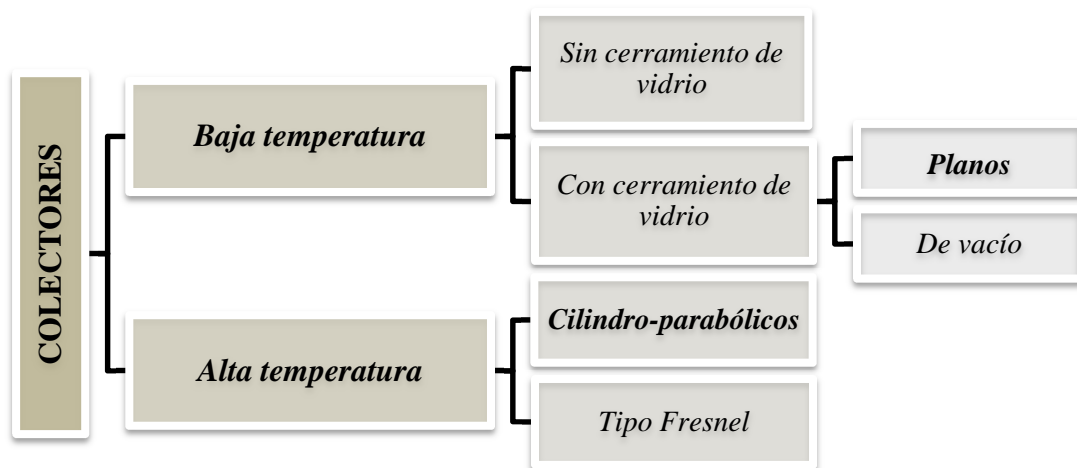 COLECTORES
Baja temperatura
Sin cerramiento de
vidrio
Con cerramiento de
vidrio
Planos
De vacío
Alta temperatura
Cilindro-parabólicos
Tipo Fresnel